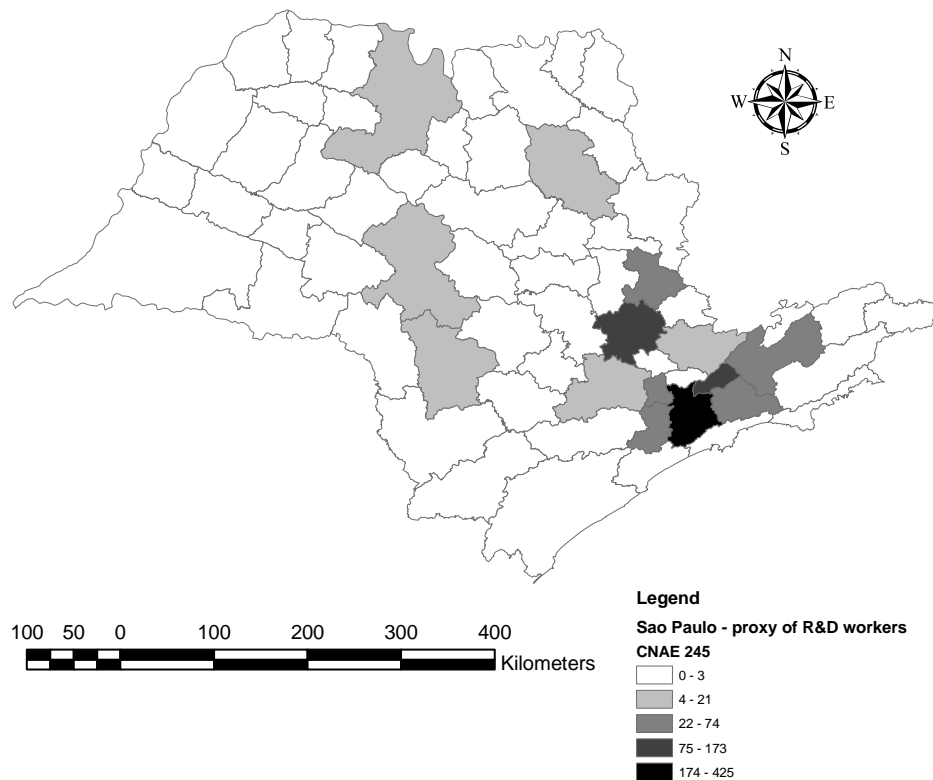 N
W E
S
100 50 0 100 200 300 400
Kilometers
Legend
Sao Paulo - proxy of R&D workers
CNAE 245
0 - 3
4 - 21
22 - 74
75 - 173
174 - 425